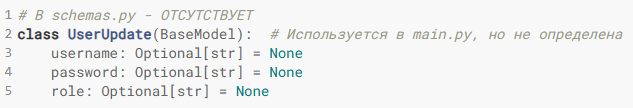 1 # В schemas.py - ОТСУТСТВУЕТ
2 class UserUpdate(BaseModel):  # Используется в main.py, но не определена
3     username: Optional[str] = None
4     password: Optional[str] = None
5     role: Optional[str] = None